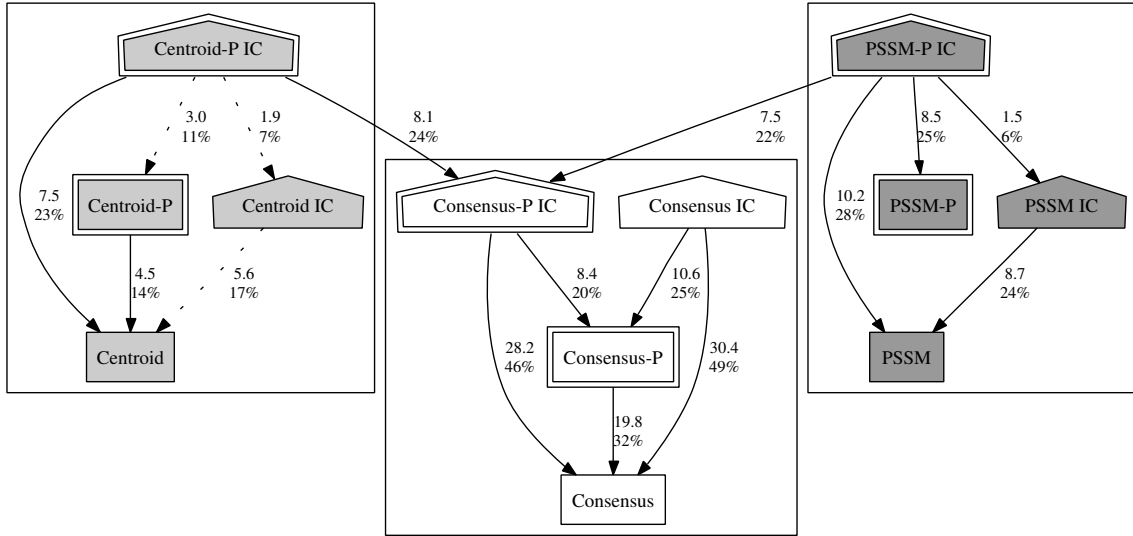 Centroid-P IC
PSSM-P IC
3.0
11%
1.9
7%
8.1
24%
7.5
22%
8.5
25%
1.5
6%
7.5
23%
Centroid-P
Centroid IC
Consensus-P IC
Consensus IC
10.2
28%
PSSM-P
PSSM IC
4.5
14%
5.6
17%
8.4
20%
10.6
25%
8.7
24%
Centroid
28.2
46%
Consensus-P
30.4
49%
PSSM
19.8
32%
Consensus